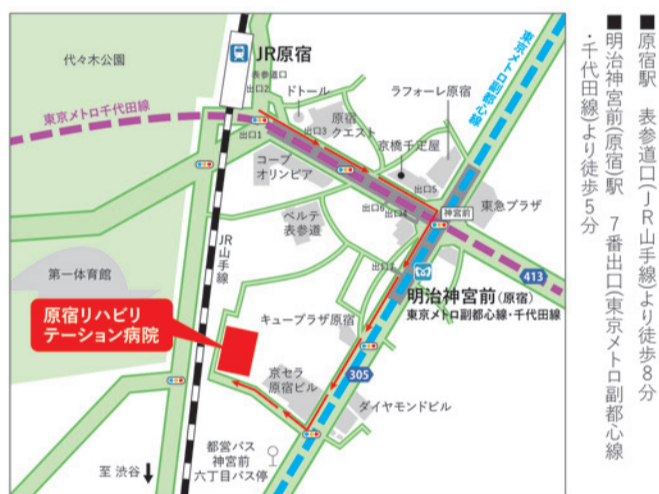 ■原宿駅 表参道口(JR山手線)より徒歩8分
■明治神宮前(原宿)駅 7番出口(東京メトロ副都心線
・千代田線)より徒歩5分
代々木公園
JR原宿
表参道口
出口2
ドトール
ラフォーレ原宿
東京メトロ副都心線
東京メトロ千代田線
出口1
出口3
原宿
クエスト
京橋千疋屋
コープ
オリンピア
出口5
出口6
出口4
神宮前
東急プラザ
ベルテ
表参道
JR山手線
第一体育館
413
明治神宮前(原宿)
東京メトロ副都心線・千代田線
原宿リハビリ
テーション病院
キュープラザ原宿
305
京セラ
原宿ビル
ダイヤモンドビル
都営バス
神宮前
六丁目バス停
至 渋谷